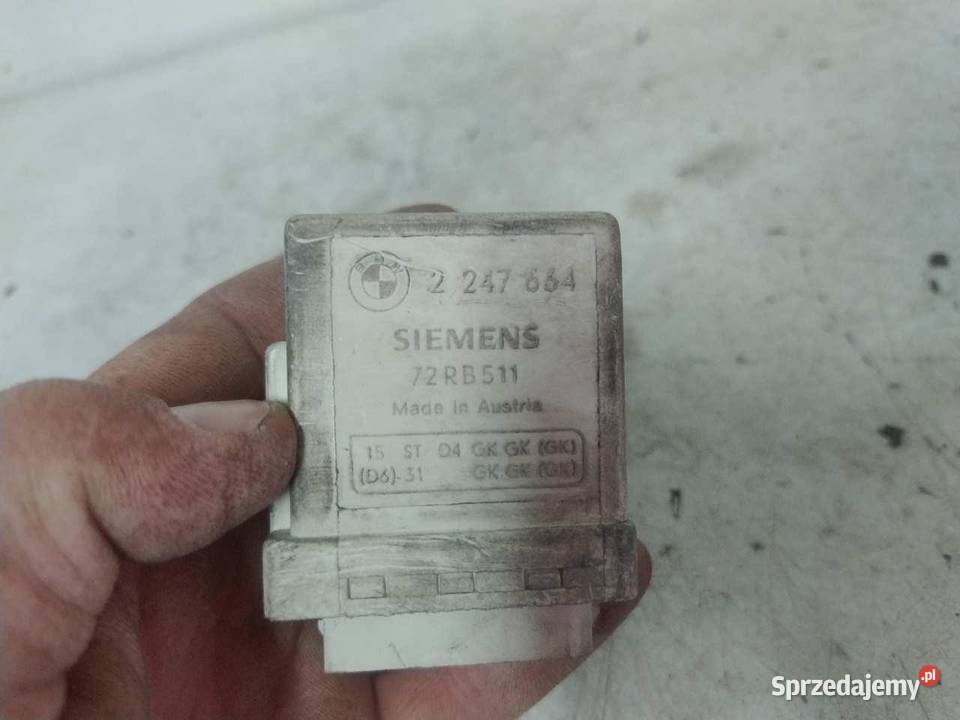 BMW 2 247 664
SIEMENS
72RB511
Made in Austria
15 ST D4 GK GK (GK)
(D6) 31 GK GK (GK)
Sprzedajemy.pl